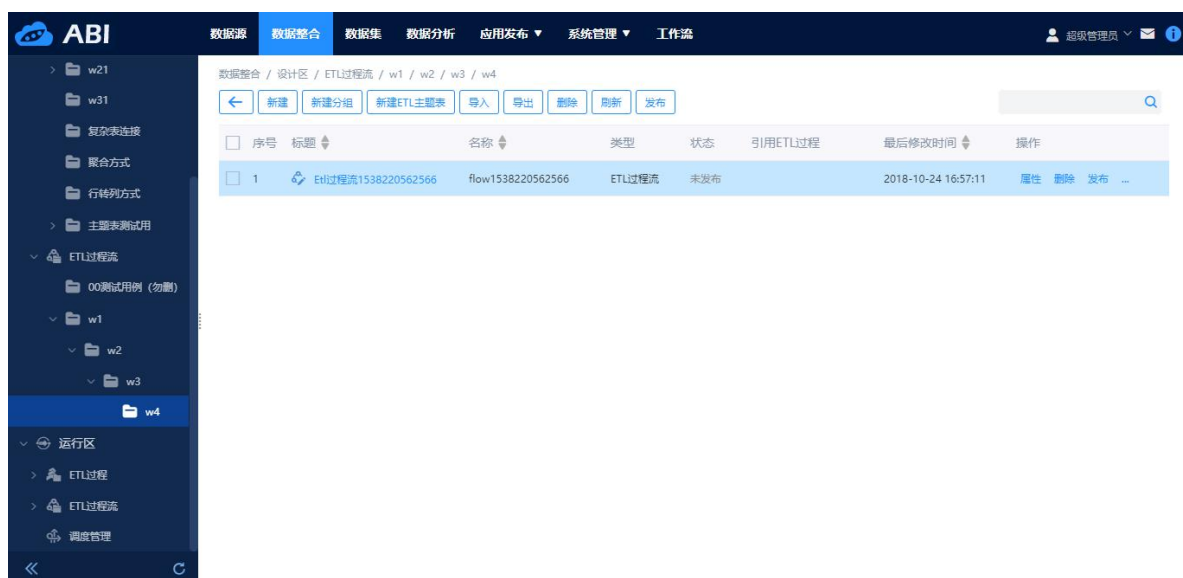 ABI
数据源 数据整合 数据集 数据分析 应用发布 ▼ 系统管理 ▼ 工作流
超级管理员
w21
w31
复杂表连接
聚合方式
行转列方式
主题表测试用
ETL过程流
00测试用例（勿删）
w1
w2
w3
w4
运行区
ETL过程
ETL过程流
调度管理
数据整合 / 设计区 / ETL过程流 / w1 / w2 / w3 / w4
新建 新建分组 新建ETL主题表 导入 导出 删除 刷新 发布
序号 标题 名称 类型 状态 引用ETL过程 最后修改时间 操作
1 Etl过程流1538220562566 flow1538220562566 ETL过程流 未发布 2018-10-24 16:57:11 属性 删除 发布 ...